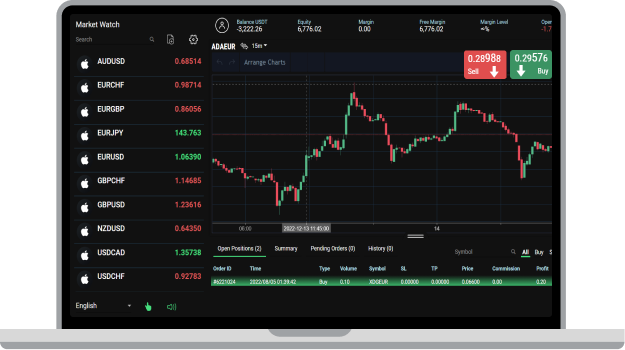 Market Watch
Search
AUDUSD 0.68514
EURCHF 0.98714
EURGBP 0.86056
EURJPY 143.763
EURUSD 1.06390
GBPCHF 1.14685
GBPUSD 1.23616
NZDUSD 0.64350
USDCAD 1.35738
USDCHF 0.92783
English
Balance USDT Equity Margin Free Margin Margin Level Oper
-3,222.26 6,776.02 0.00 6,776.02 ∞% -1.7
ADAEUR 15m
Arrange Charts
0.28988 0.29576
Sell Buy
06:00 2022-12-13 11:45:00 14
Open Positions (2) Summary Pending Orders (0) History (0) Symbol All Buy S
Order ID Time Type Volume Symbol SL TP Price Commission Profit
#6221024 2022/08/05 01:39:42 Buy 0.10 XDGEUR 0.00000 0.00000 0.06600 0.00 0.20